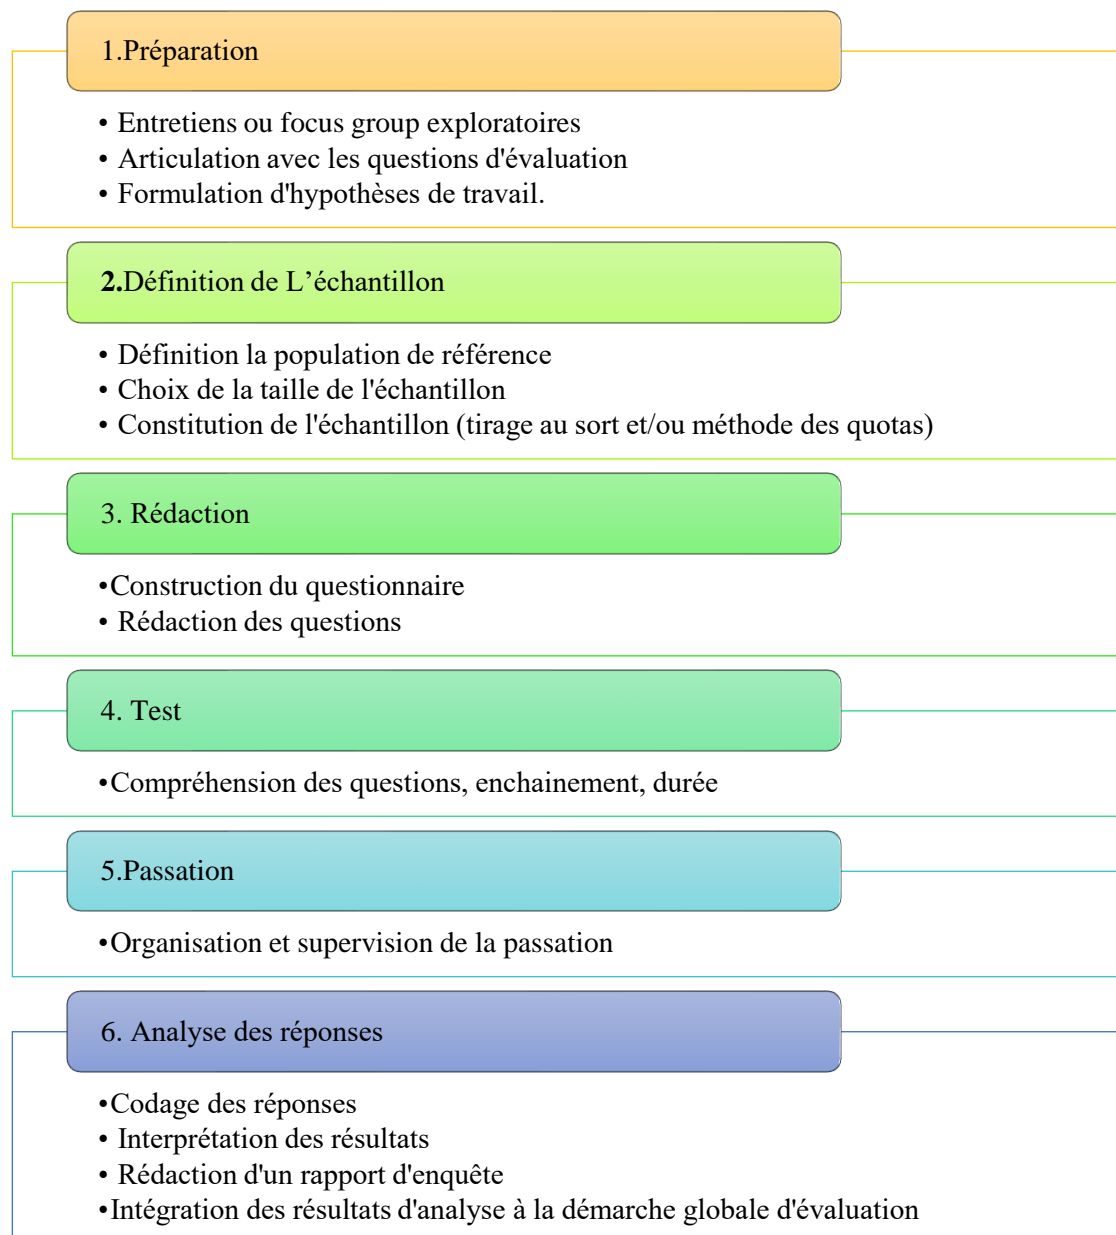 1.Préparation
• Entretiens ou focus group exploratoires
• Articulation avec les questions d'évaluation
• Formulation d'hypothèses de travail.
2.Définition de L’échantillon
• Définition la population de référence
• Choix de la taille de l'échantillon
• Constitution de l'échantillon (tirage au sort et/ou méthode des quotas)
3. Rédaction
•Construction du questionnaire
• Rédaction des questions
4. Test
•Compréhension des questions, enchainement, durée
5.Passation
•Organisation et supervision de la passation
6. Analyse des réponses
•Codage des réponses
• Interprétation des résultats
• Rédaction d'un rapport d'enquête
•Intégration des résultats d'analyse à la démarche globale d'évaluation